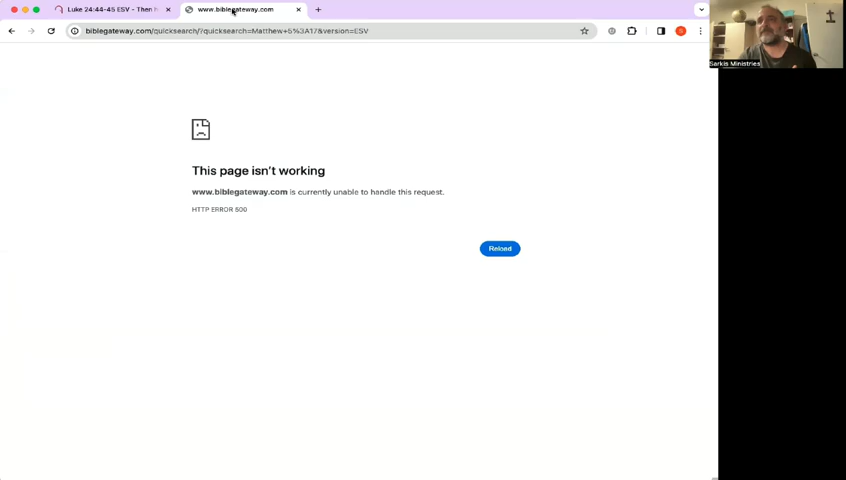 Luke 24:44-45 ESV - Then h
www.biblegateway.com
biblegateway.com/quicksearch/?quicksearch=Matthew+5%3A17&version=ESV
S
Sarkis Ministries
This page isn't working
www.biblegateway.com is currently unable to handle this request.
HTTP ERROR 500
Reload